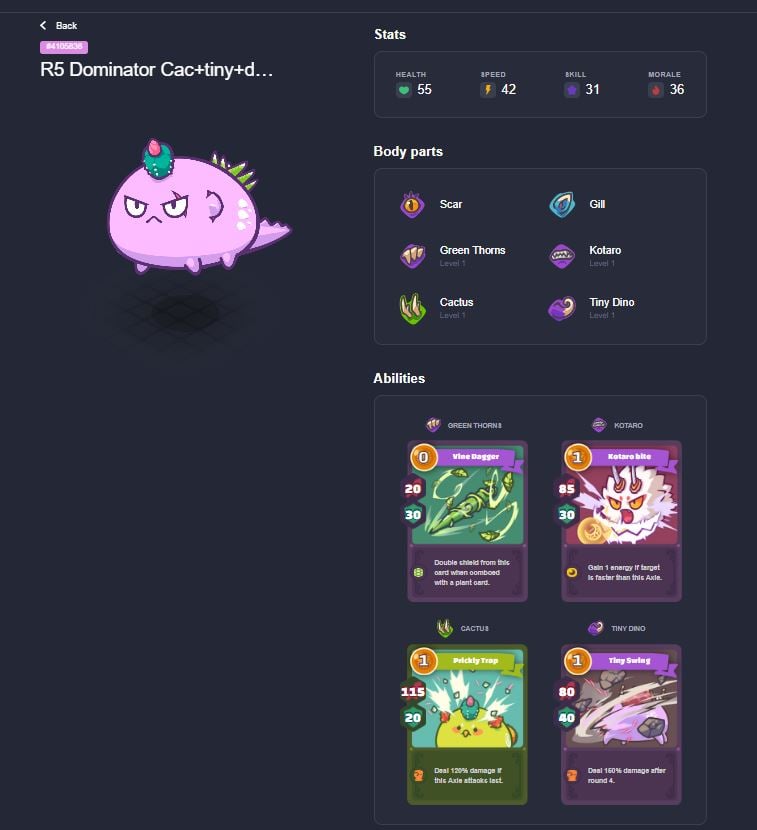 Back
#4105836
R5 Dominator Cac+tiny+d...
Stats
HEALTH
SPEED
SKILL
MORALE
55
42
31
36
Body parts
Scar
Gill
Green Thorns
Level 1
Kotaro
Level 1
Cactus
Level 1
Tiny Dino
Level 1
Abilities
GREEN THORNS
KOTARO
0
Vine Dagger
20
30
Double shield from this
card when comboed
with a plant card.
1
Kotaro bite
85
30
Gain 1 energy if target
is faster than this Axie.
CACTUS
TINY DINO
1
Prickly Trap
115
20
Deal 120% damage if
this Axie attacks last.
1
Tiny Swing
80
40
Deal 150% damage after
round 4.